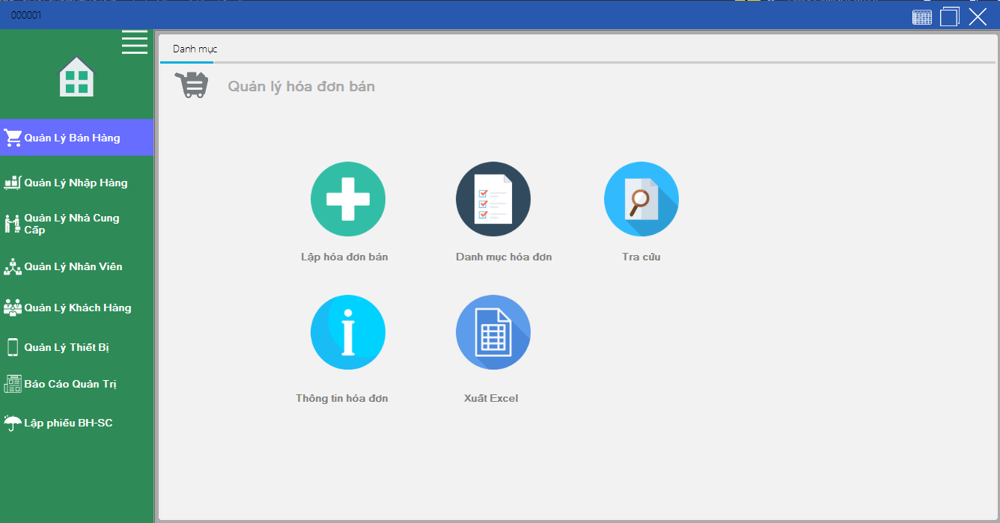 000001
Danh mục
Quản lý hóa đơn bán
Quản Lý Bán Hàng
Quản Lý Nhập Hàng
Quản Lý Nhà Cung
Cấp
Quản Lý Nhân Viên
Quản Lý Khách Hàng
Quản Lý Thiết Bị
Báo Cáo Quản Trị
Lập phiếu BH-SC
Lập hóa đơn bán
Danh mục hóa đơn
Tra cứu
Thông tin hóa đơn
Xuất Excel